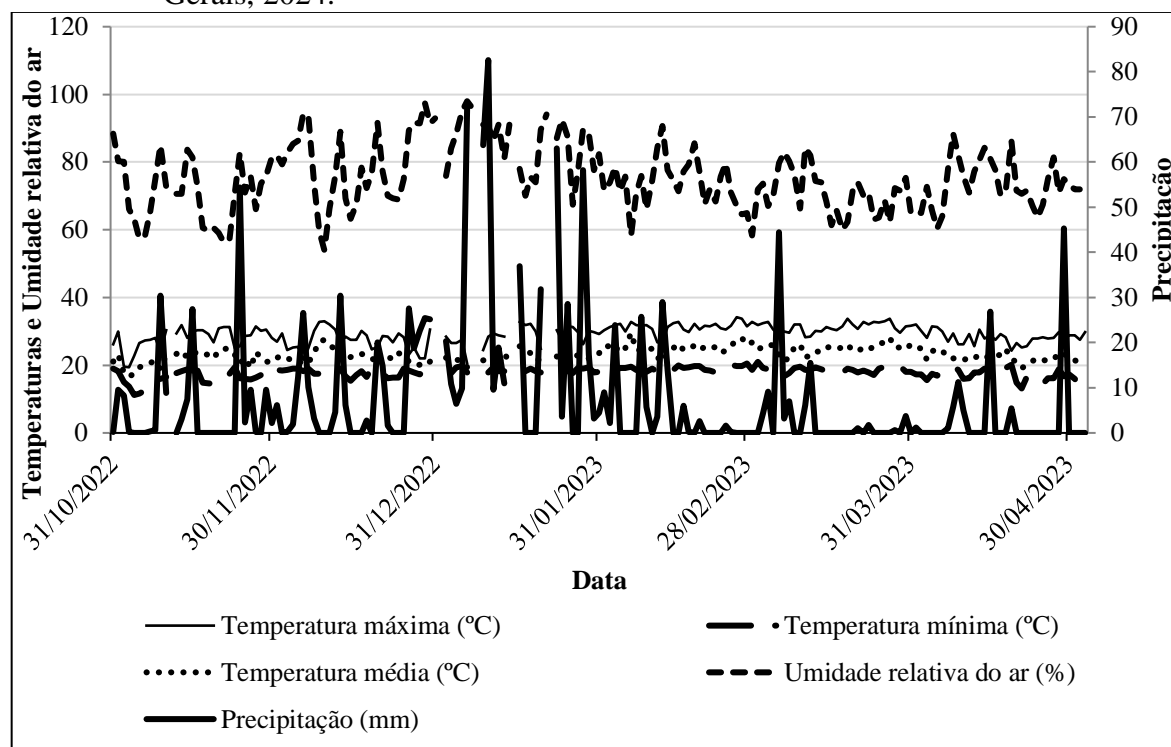 Gerais, 2024.
Temperaturas e Umidade relativa do ar
120
100
80
60
40
20
0
90
80
70
60
50
40
30
20
10
0
Precipitação
31/10/2022
30/11/2022
31/12/2022
31/01/2023
28/02/2023
31/03/2023
30/04/2023
Data
Temperatura máxima (ºC)
Temperatura mínima (ºC)
Temperatura média (ºC)
Umidade relativa do ar (%)
Precipitação (mm)